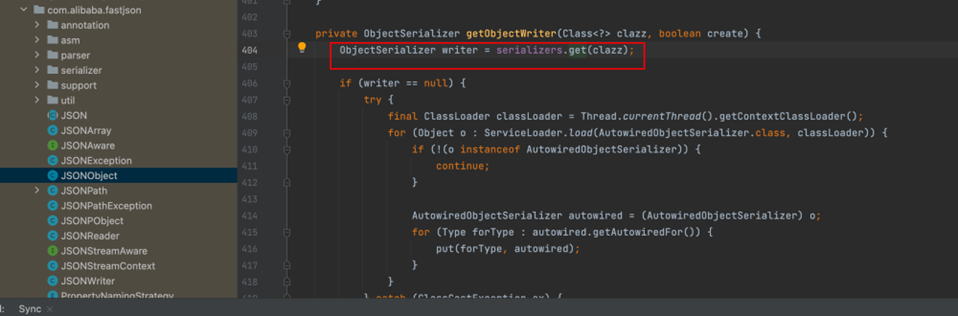 com.alibaba.fastjson
annotation
asm
parser
serializer
support
util
JSON
JSONArray
JSONAware
JSONException
JSONObject
JSONPath
JSONPathException
JSONPObject
JSONReader
JSONStreamAware
JSONStreamContext
JSONWriter
PropertyNamingStrategy
401 }
402
403 private ObjectSerializer getObjectWriter(Class<?> clazz, boolean create) {
404 ObjectSerializer writer = serializers.get(clazz);
405
406 if (writer == null) {
407 try {
408 final ClassLoader classLoader = Thread.currentThread().getContextClassLoader();
409 for (Object o : ServiceLoader.load(AutowiredObjectSerializer.class, classLoader)) {
410 if (!(o instanceof AutowiredObjectSerializer)) {
411 continue;
412 }
413
414 AutowiredObjectSerializer autowired = (AutowiredObjectSerializer) o;
415 for (Type forType : autowired.getAutowiredFor()) {
416 put(forType, autowired);
417 }
418 }
419 } catch (ClassCastException ex) {
d: Sync ×